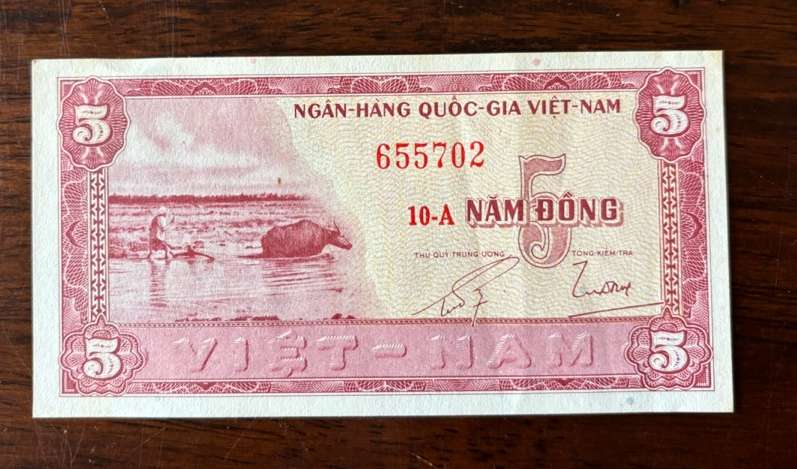 5
5
NGÂN-HÀNG QUỐC-GIA VIỆT-NAM
655702
5
10-A NĂM ĐỒNG
THỦ QUỸ TRUNG ƯƠNG
TỔNG KIỂM TRA
VIỆT-NAM
5
5